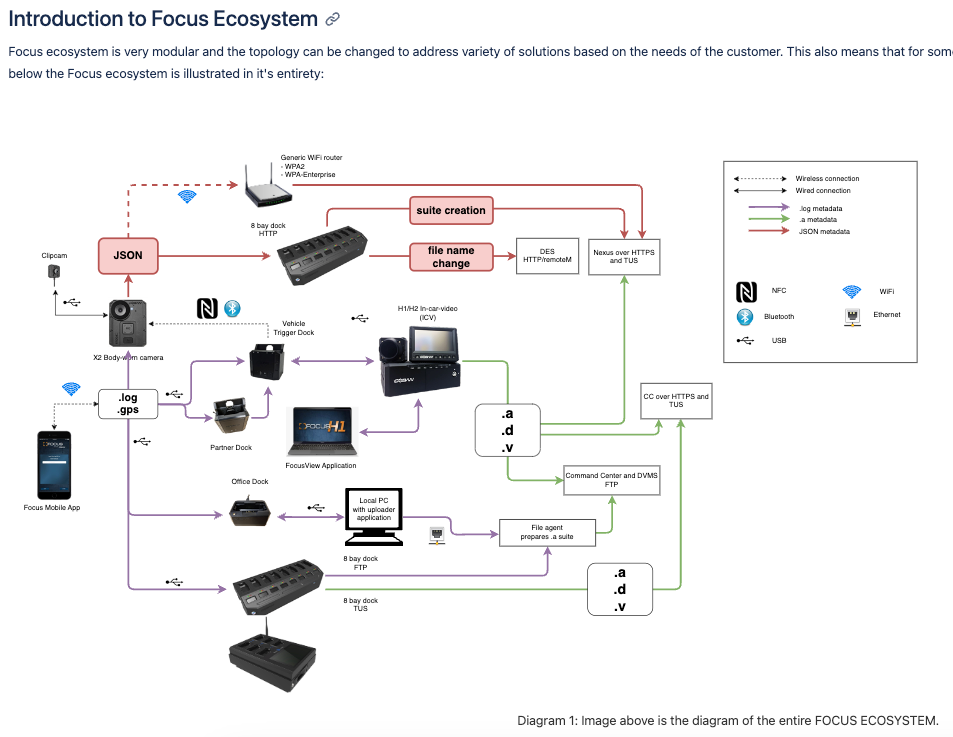 Introduction to Focus Ecosystem
Focus ecosystem is very modular and the topology can be changed to address variety of solutions based on the needs of the customer. This also means that for som
below the Focus ecosystem is illustrated in it's entirety:
Generic WiFi router
- WPA2
- WPA-Enterprise
suite creation
8 bay dock
HTTP
JSON
file name
change
DES
HTTP/remoteM
Nexus over HTTPS
and TUS
Clipcam
X2 Body-worn camera
Vehicle
Trigger Dock
H1/H2 In-car-video
(ICV)
COBAN
.log
.gps
Partner Dock
FOCUS H1
FocusView Application
.a
.d
.v
CC over HTTPS and
TUS
FOCUS
Focus Mobile App
Office Dock
Local PC
with uploader
application
Command Center and DVMS
FTP
File agent
prepares .a suite
8 bay dock
FTP
8 bay dock
TUS
.a
.d
.v
Wireless connection
Wired connection
.log metadata
.a metadata
JSON metadata
NFC
WiFi
Bluetooth
Ethernet
USB
Diagram 1: Image above is the diagram of the entire FOCUS ECOSYSTEM.